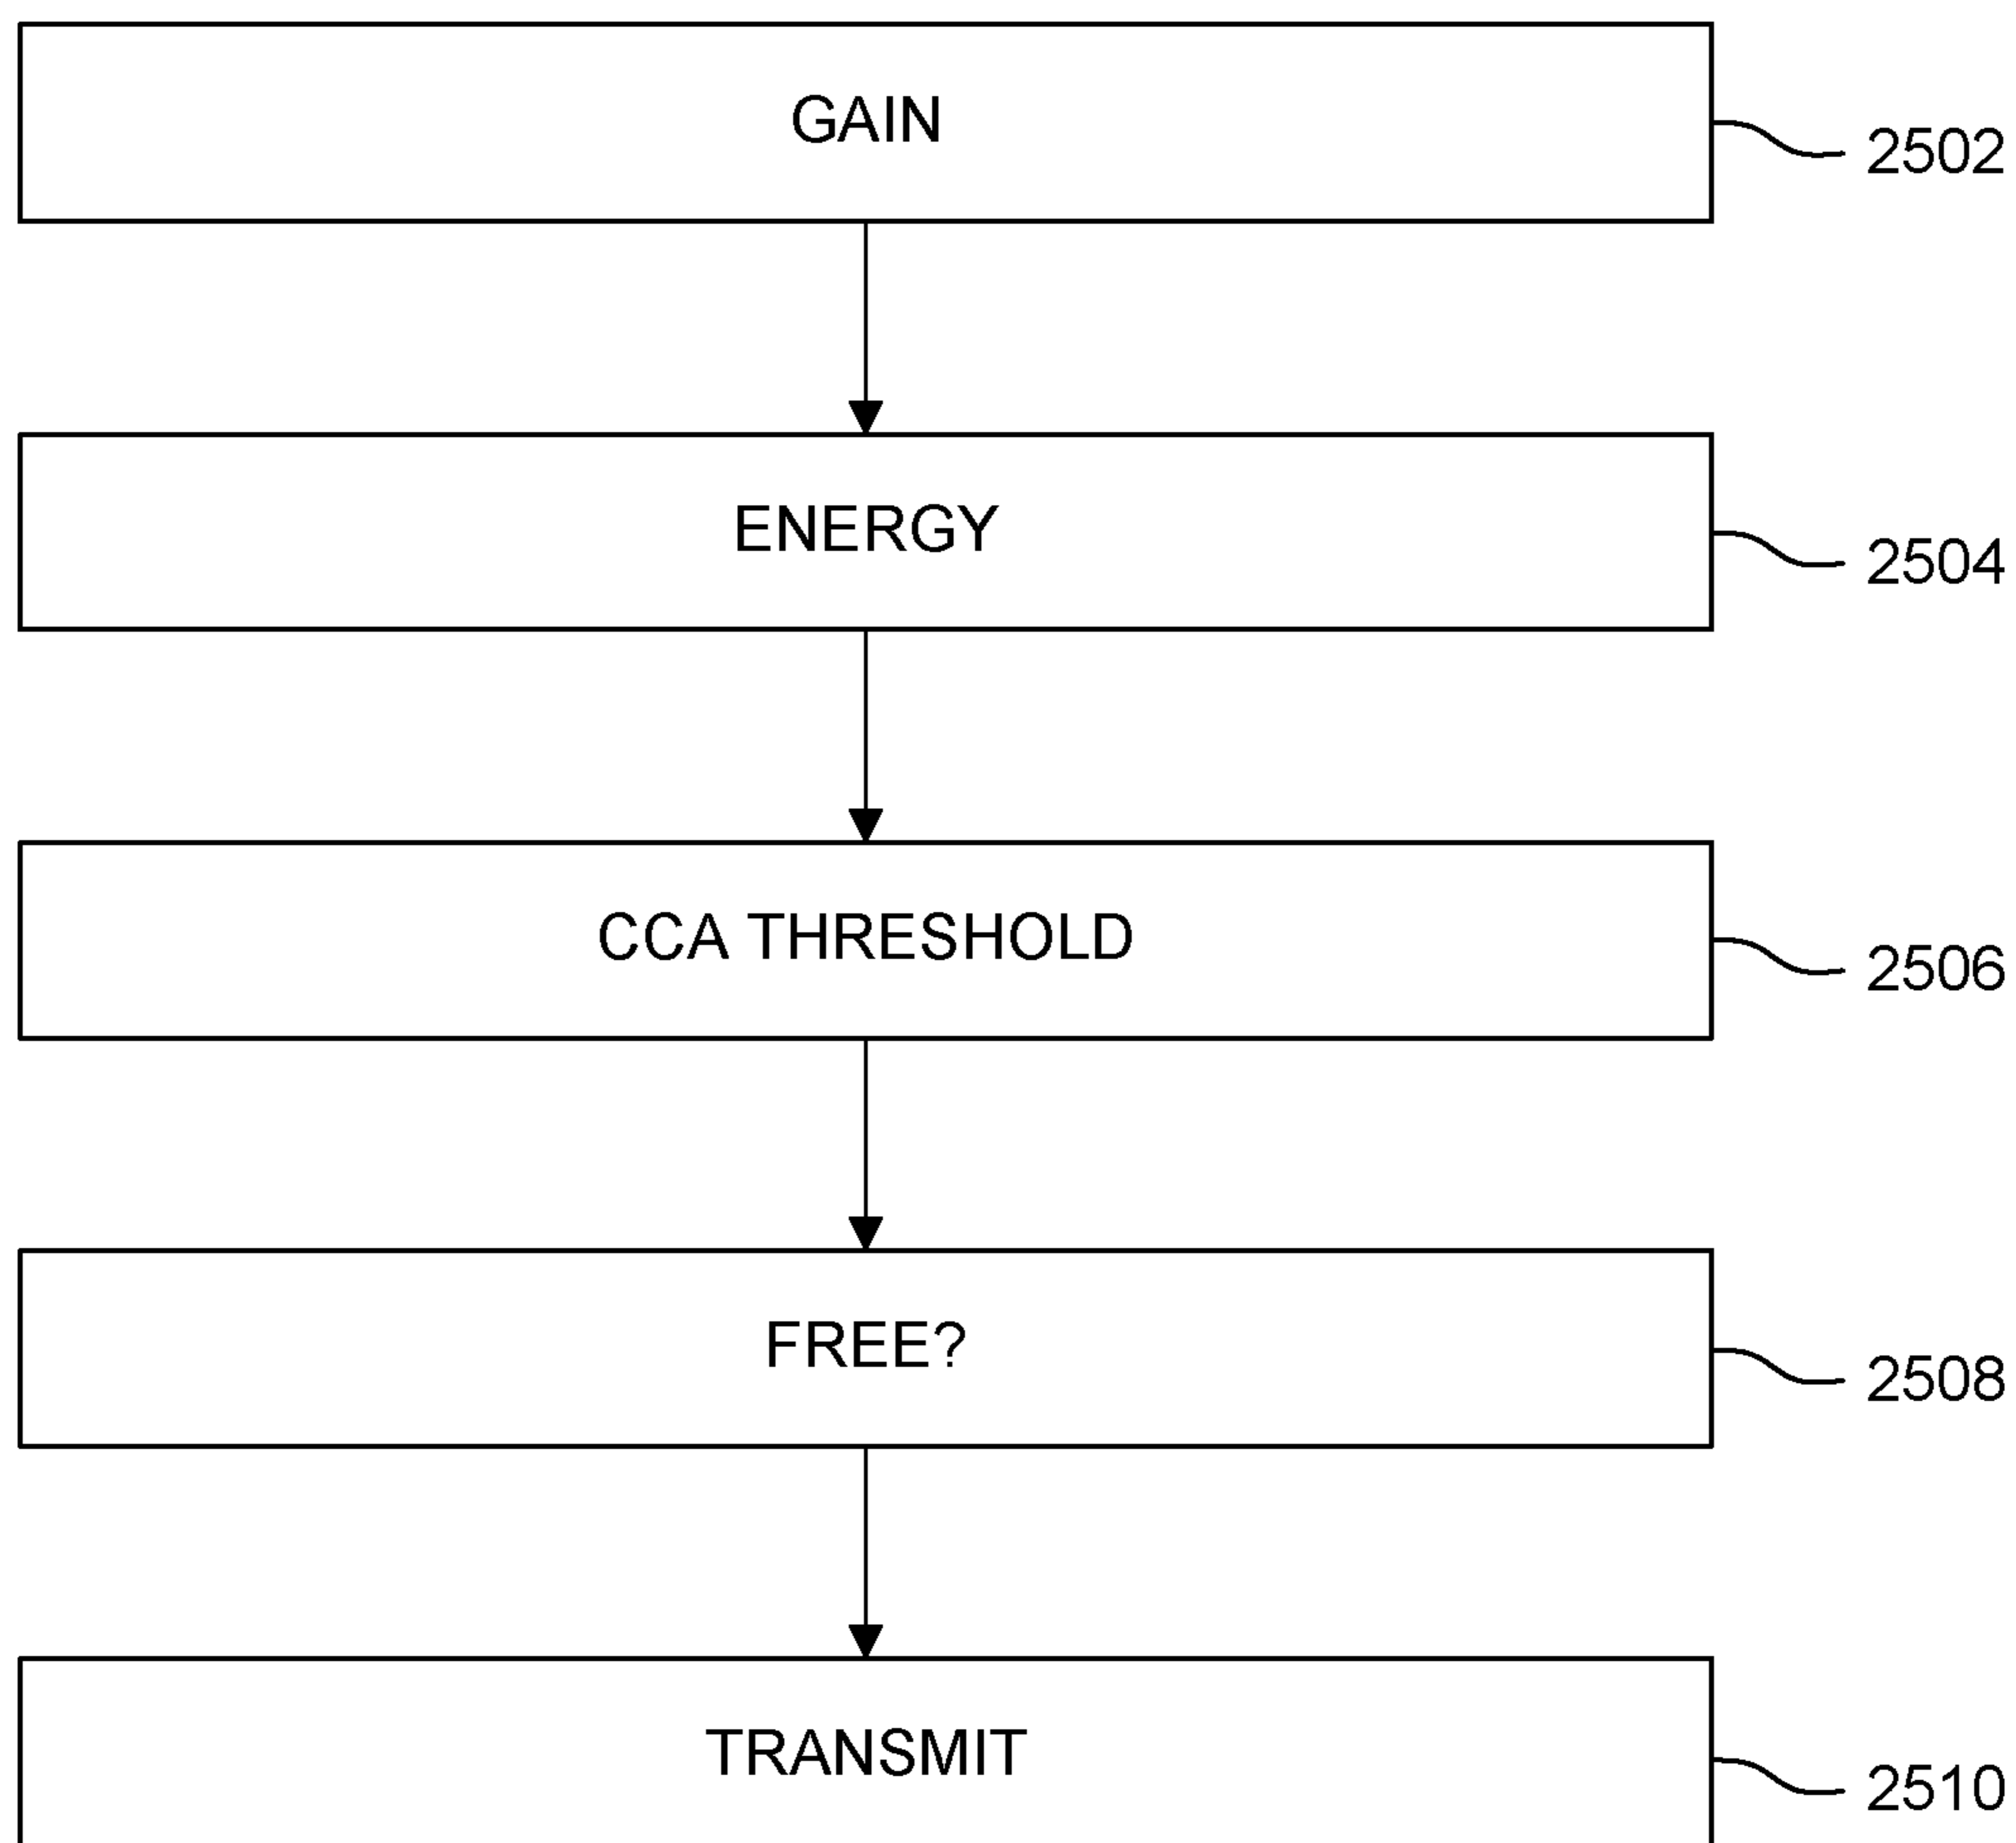 GAIN
2502
ENERGY
2504
CCA THRESHOLD
2506
FREE?
2508
TRANSMIT
2510